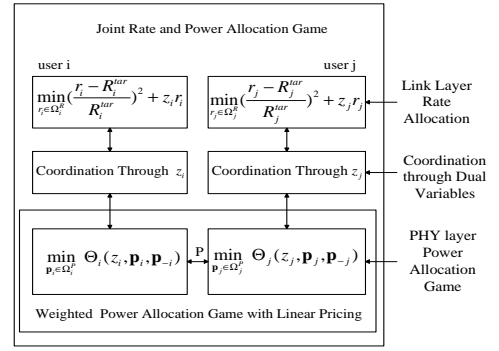 Joint Rate and Power Allocation Game
user i
user j
min_{r_i∈Ω_i^R} ((r_i − R_i^{tar}) / R_i^{tar})^2 + z_i r_i
min_{r_j∈Ω_j^R} ((r_j − R_j^{tar}) / R_j^{tar})^2 + z_j r_j
Link Layer
Rate
Allocation
Coordination Through z_i
Coordination Through z_j
Coordination
through Dual
Variables
min_{𝐩_i∈Ω_i^P} Θ_i(z_i, 𝐩_i, 𝐩_{−i})
P
min_{𝐩_j∈Ω_j^P} Θ_j(z_j, 𝐩_j, 𝐩_{−j})
PHY layer
Power
Allocation
Game
Weighted Power Allocation Game with Linear Pricing